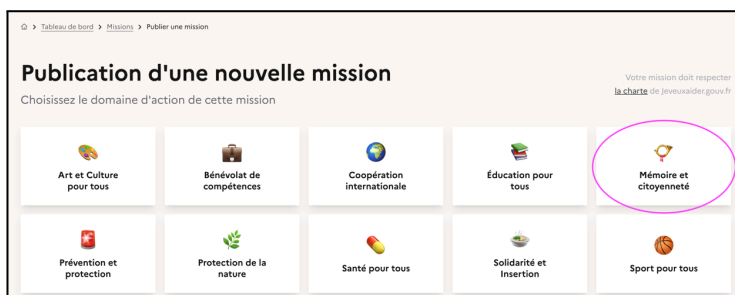 Tableau de bord > Missions > Publier une mission
Publication d'une nouvelle mission
Choisissez le domaine d'action de cette mission
Votre mission doit respecter
la charte de Jeveuxaider.gouv.fr
Art et Culture
pour tous
Bénévolat de
compétences
Coopération
internationale
Éducation pour
tous
Mémoire et
citoyenneté
Prévention et
protection
Protection de la
nature
Santé pour tous
Solidarité et
Insertion
Sport pour tous